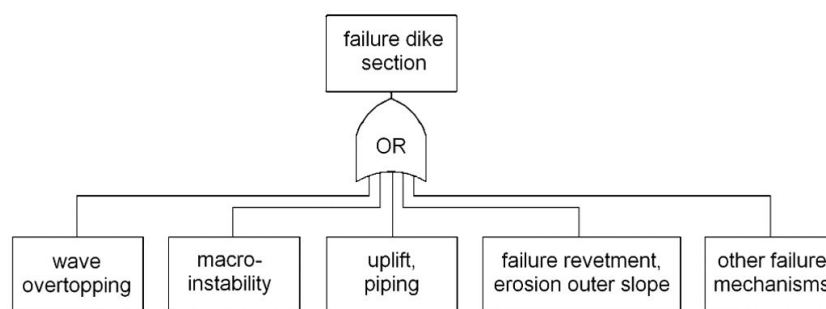 failure dike
section
OR
wave
overtopping
macro-
instability
uplift,
piping
failure revetment,
erosion outer slope
other failure
mechanisms